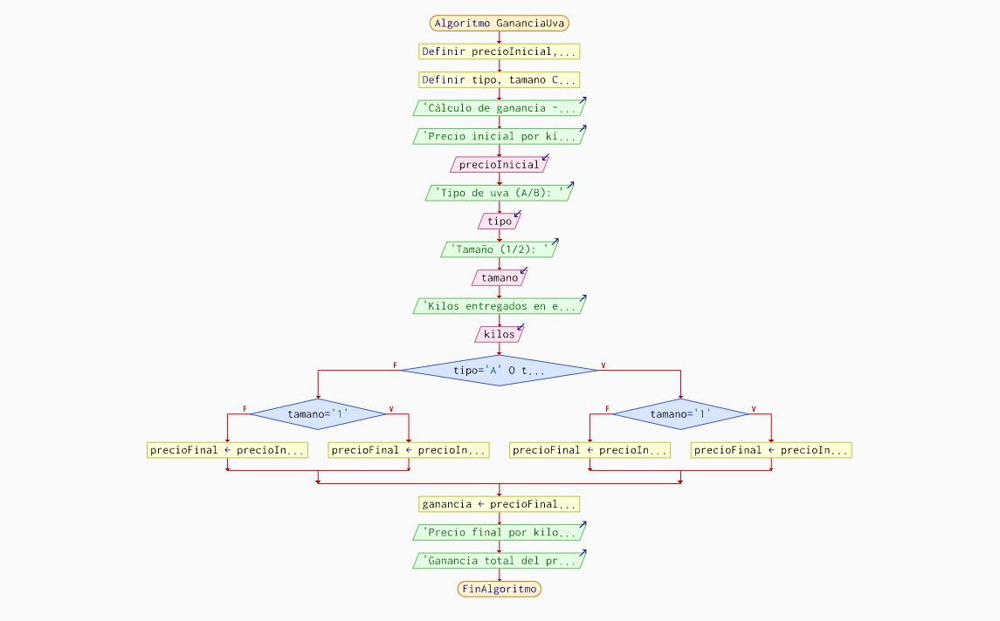 Algoritmo GananciaUva
Definir precioInicial,...
Definir tipo, tamano C...
'Cálculo de ganancia -...
'Precio inicial por ki...
precioInicial
'Tipo de uva (A/B): '
tipo
'Tamaño (1/2): '
tamano
'Kilos entregados en e...
kilos
F tipo='A' O t... V
F tamano='1' V F tamano='1' V
precioFinal ← precioIn... precioFinal ← precioIn... precioFinal ← precioIn... precioFinal ← precioIn...
ganancia ← precioFinal...
'Precio final por kilo...
'Ganancia total del pr...
FinAlgoritmo